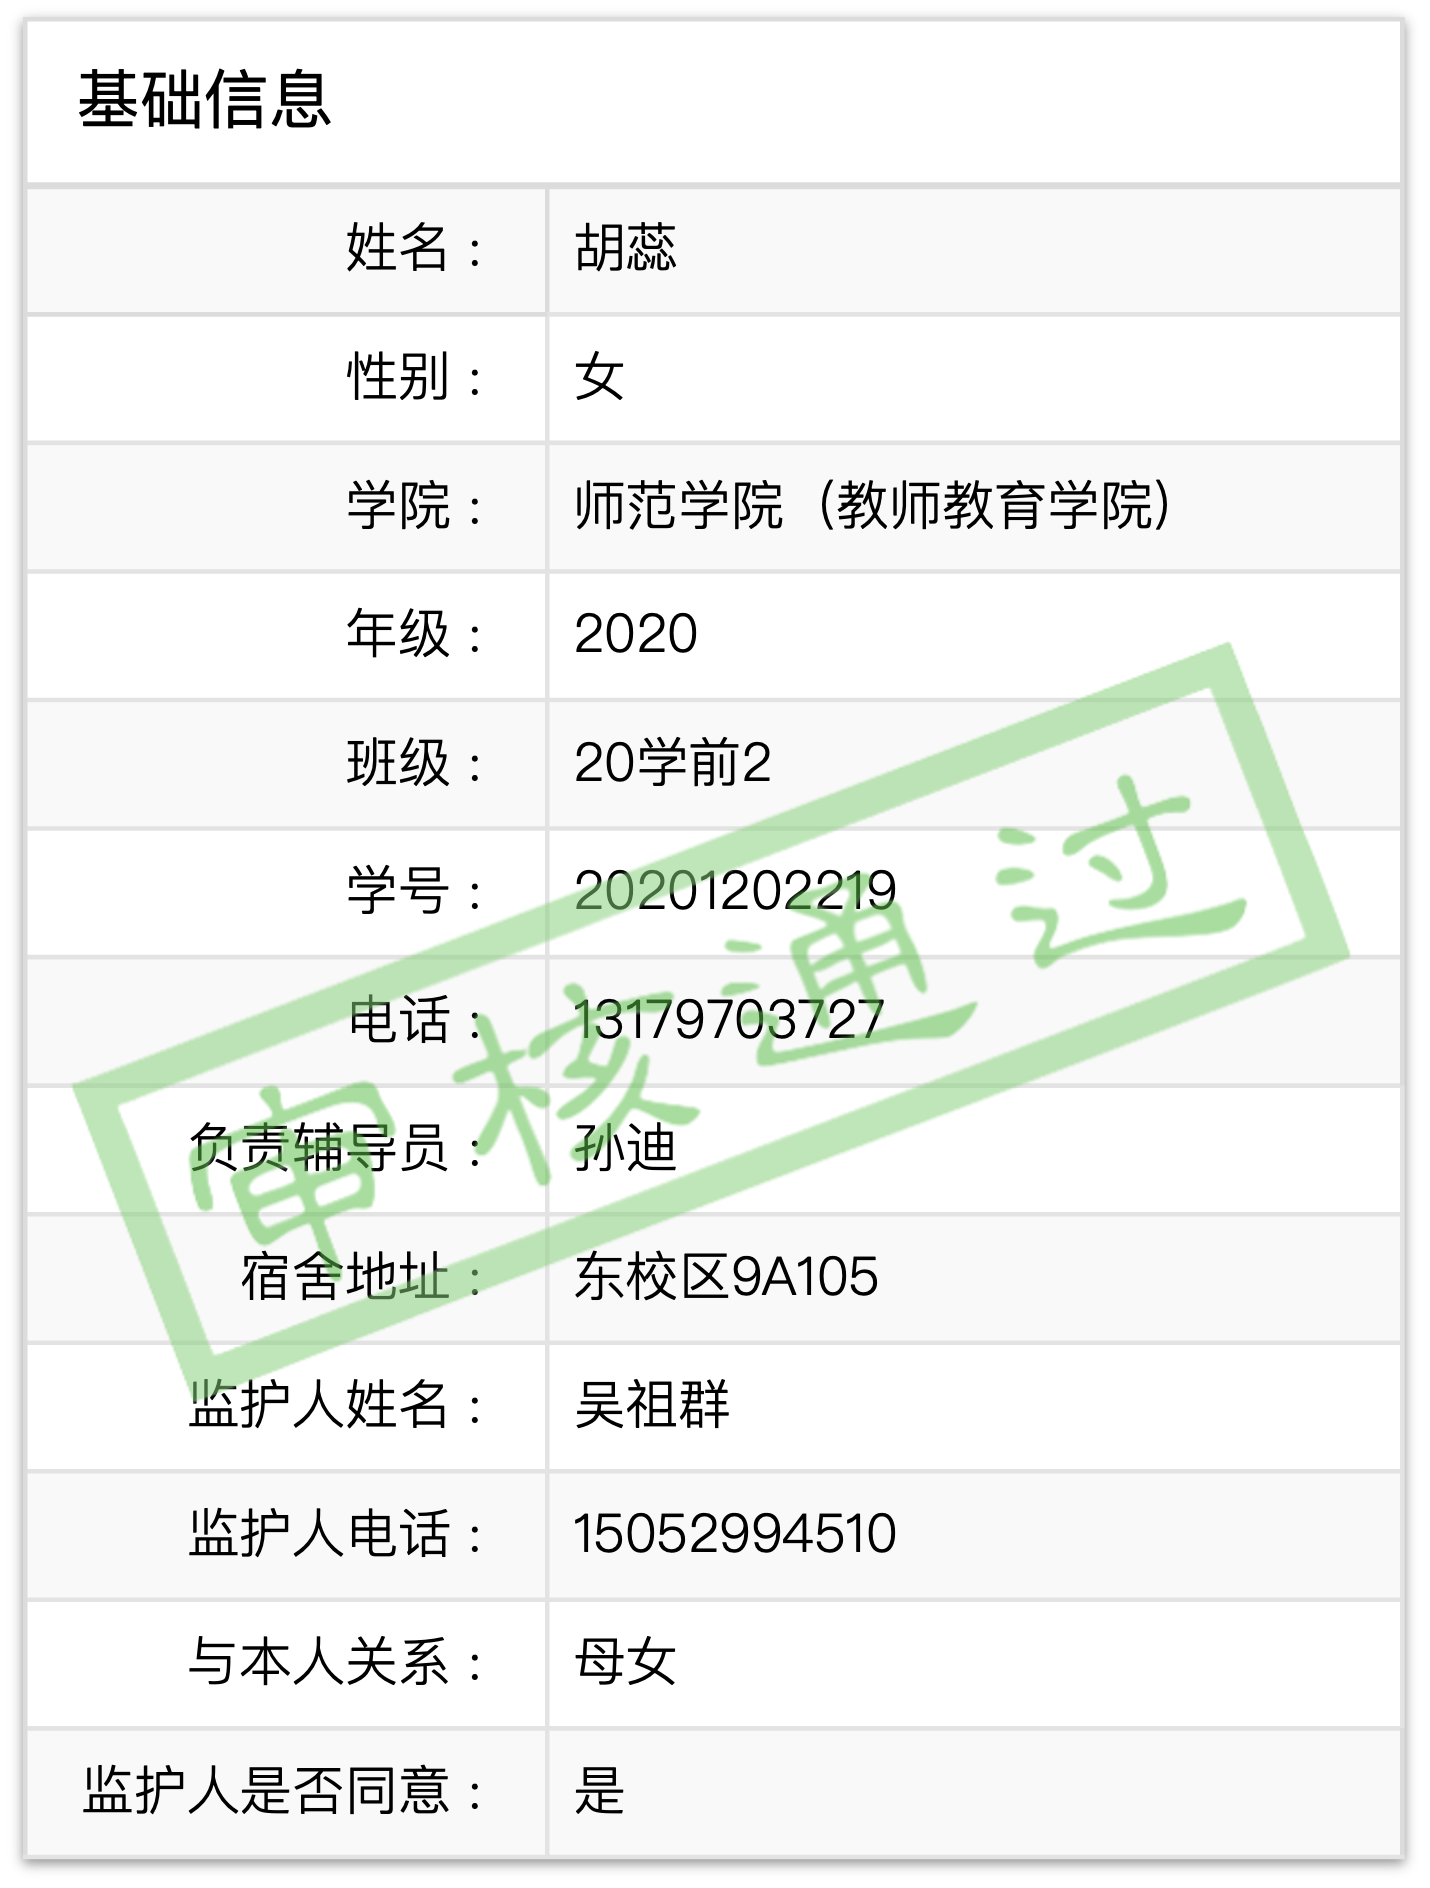 基础信息
姓名： 胡蕊
性别： 女
学院： 师范学院（教师教育学院）
年级： 2020
班级： 20学前2
学号： 20201202219
电话： 13179703727
负责辅导员： 孙迪
宿舍地址： 东校区9A105
监护人姓名： 吴祖群
监护人电话： 15052994510
与本人关系： 母女
监护人是否同意： 是
审核通过